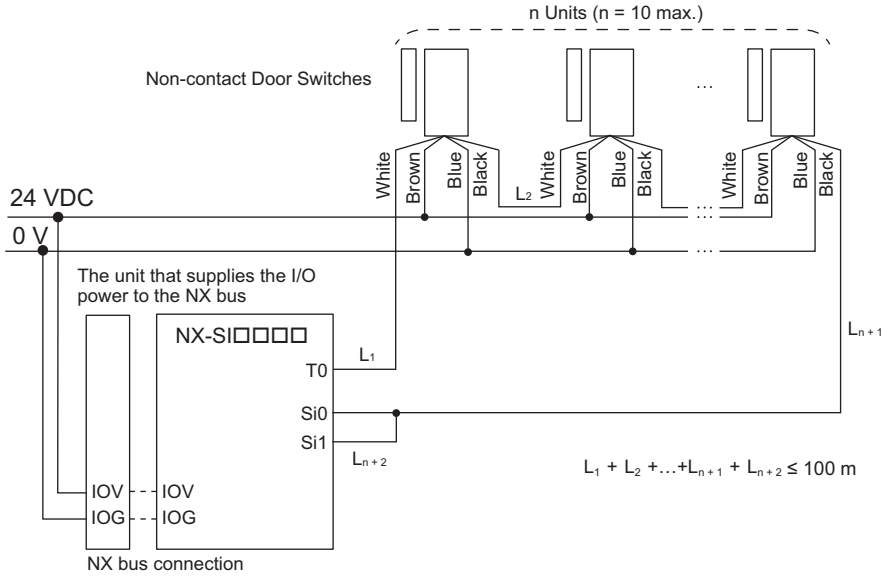 n Units (n = 10 max.)
Non-contact Door Switches
...
White
Brown
Blue
Black
L2
White
Brown
Blue
Black
White
Brown
Blue
Black
24 VDC
...
0 V
...
The unit that supplies the I/O
power to the NX bus
NX-SI□□□□
T0
L1
Ln + 1
Si0
Si1
Ln + 2
L1 + L2 +...+Ln + 1 + Ln + 2 ≤ 100 m
IOV
IOV
IOG
IOG
NX bus connection